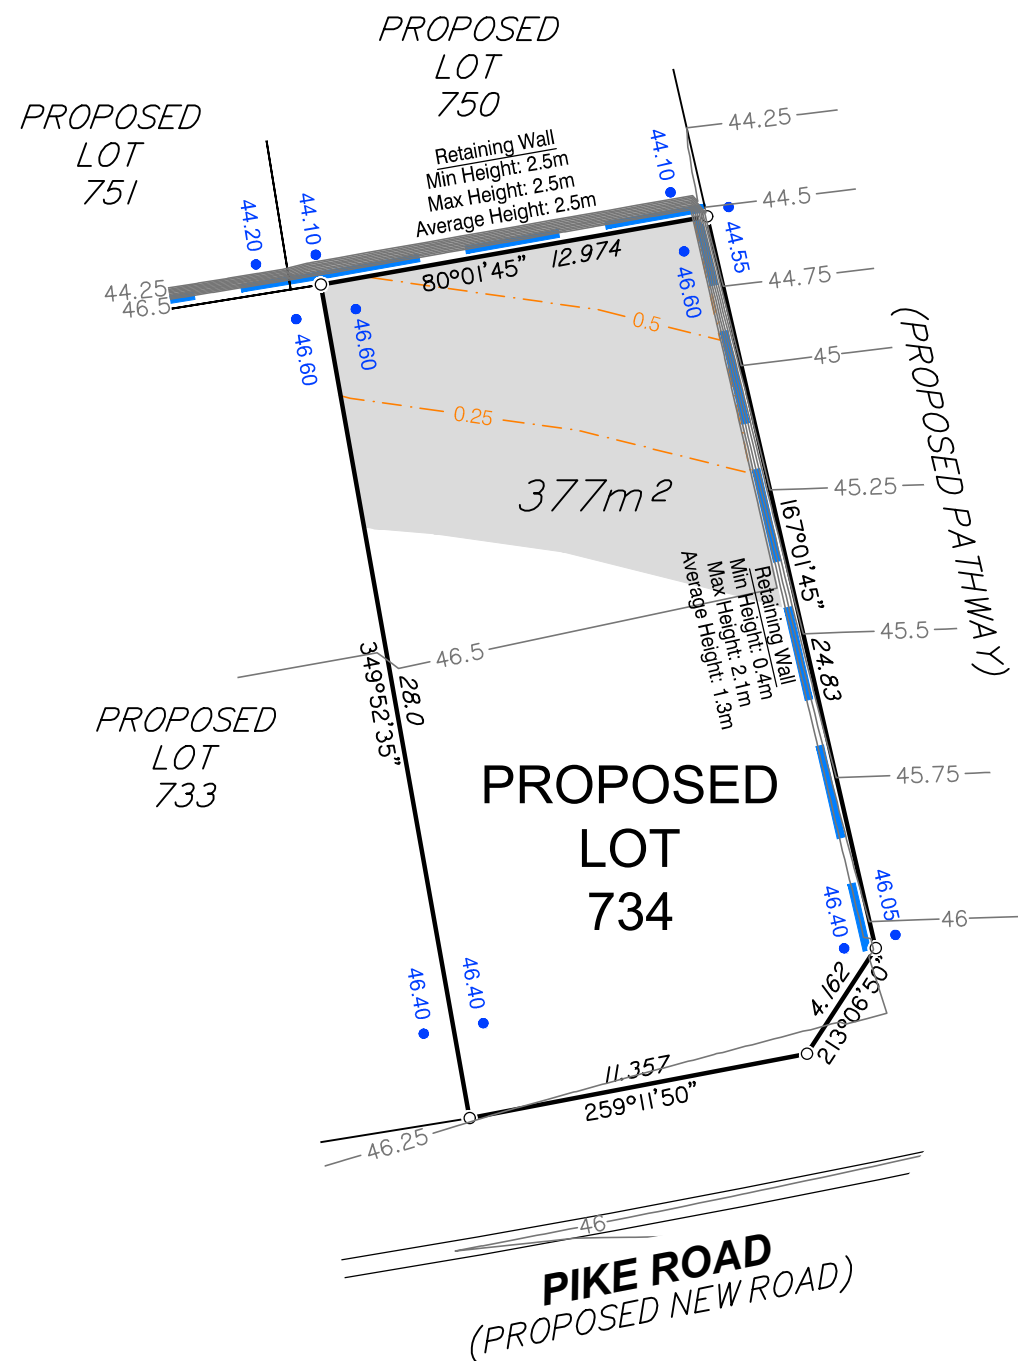 PROPOSED
LOT
750
PROPOSED
LOT
751
Retaining Wall
Min Height: 2.5m
Max Height: 2.5m
Average Height: 2.5m
44.20
44.10
44.10
44.25
44.5
44.55
44.75
44.25
46.5
80°01'45"
12.974
46.60
46.60
46.60
0.5
45
0.25
(PROPOSED PATHWAY)
377m²
45.25
167°01'45"
24.83
Retaining Wall
Min Height: 0.4m
Max Height: 2.1m
Average Height: 1.3m
45.5
46.5
349°52'35"
28.0
PROPOSED
LOT
733
45.75
PROPOSED
LOT
734
46.40
46.05
46
46.40
46.40
4.162
213°06'50"
11.357
259°11'50"
46.25
46
PIKE ROAD
(PROPOSED NEW ROAD)